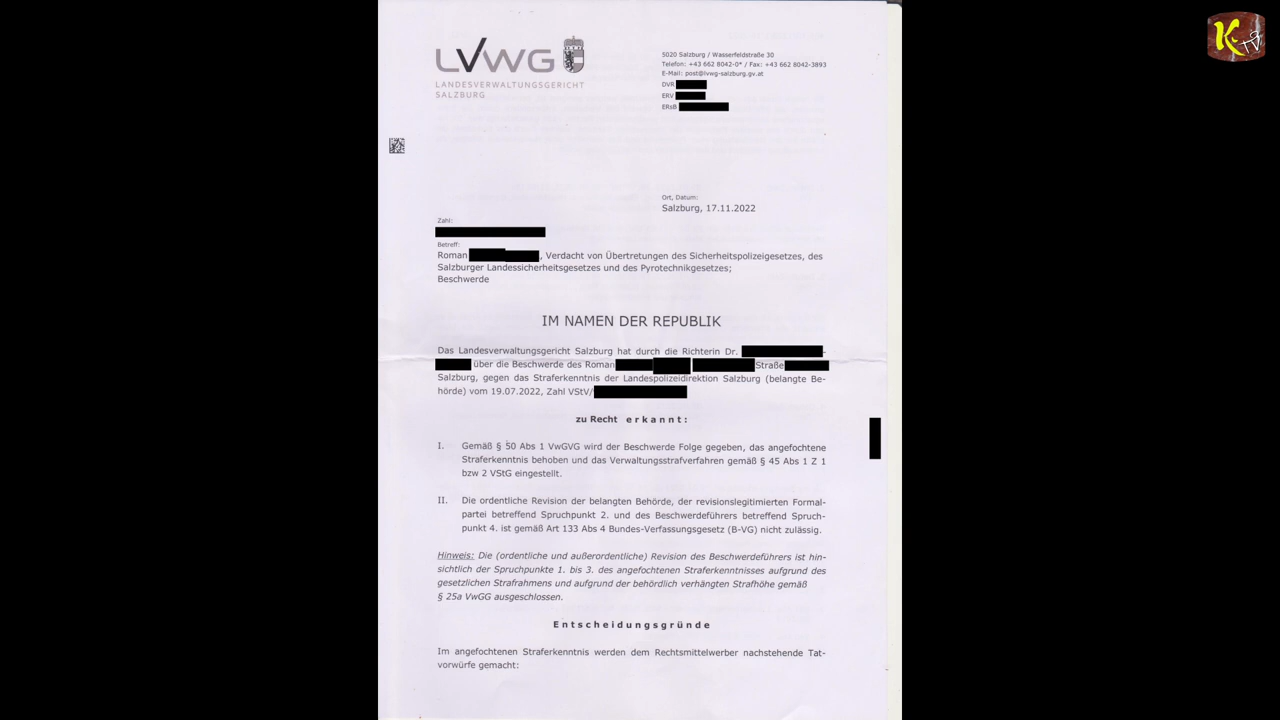 LVWG
LANDESVERWALTUNGSGERICHT
SALZBURG
5020 Salzburg / Wasserfeldstraße 30
Telefon: +43 662 8042-0* / Fax: +43 662 8042-3893
E-Mail: post@lvwg-salzburg.gv.at
DVR
ERV
ERsB
Ort, Datum:
Salzburg, 17.11.2022
Zahl:
Betreff:
Roman , Verdacht von Übertretungen des Sicherheitspolizeigesetzes, des
Salzburger Landessicherheitsgesetzes und des Pyrotechnikgesetzes;
Beschwerde
IM NAMEN DER REPUBLIK
Das Landesverwaltungsgericht Salzburg hat durch die Richterin Dr. -
über die Beschwerde des Roman Straße
Salzburg, gegen das Straferkenntnis der Landespolizeidirektion Salzburg (belangte Be-
hörde) vom 19.07.2022, Zahl VStV/
zu Recht e r k a n n t :
I. Gemäß § 50 Abs 1 VwGVG wird der Beschwerde Folge gegeben, das angefochtene
Straferkenntnis behoben und das Verwaltungsstrafverfahren gemäß § 45 Abs 1 Z 1
bzw 2 VStG eingestellt.
II. Die ordentliche Revision der belangten Behörde, der revisionslegitimierten Formal-
partei betreffend Spruchpunkt 2. und des Beschwerdeführers betreffend Spruch-
punkt 4. ist gemäß Art 133 Abs 4 Bundes-Verfassungsgesetz (B-VG) nicht zulässig.
Hinweis: Die (ordentliche und außerordentliche) Revision des Beschwerdeführers ist hin-
sichtlich der Spruchpunkte 1. bis 3. des angefochtenen Straferkenntnisses aufgrund des
gesetzlichen Strafrahmens und aufgrund der behördlich verhängten Strafhöhe gemäß
§ 25a VwGG ausgeschlossen.
E n t s c h e i d u n g s g r ü n d e
Im angefochtenen Straferkenntnis werden dem Rechtsmittelwerber nachstehende Tat-
vorwürfe gemacht:
K TV